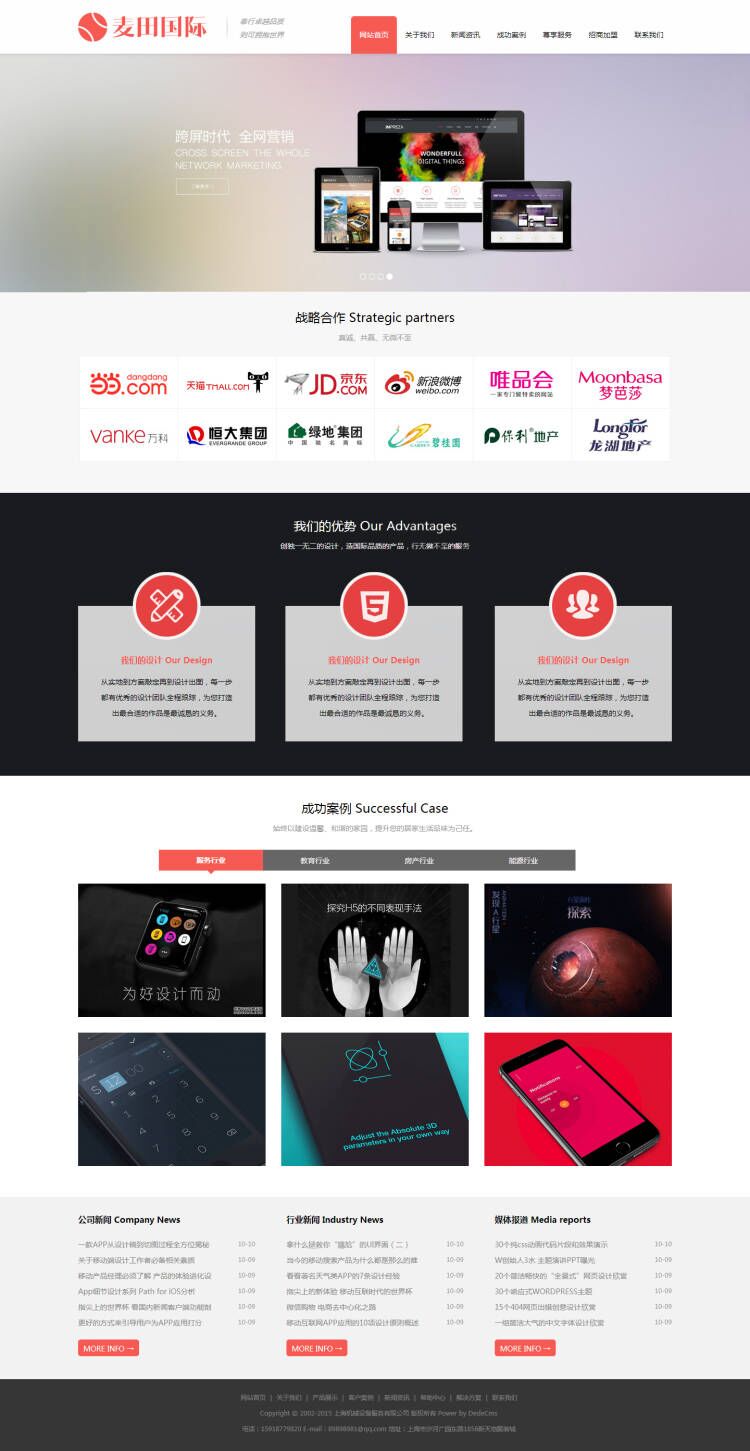 麦田国际
奉行卓越品质
则可拥抱世界
网站首页 关于我们 新闻资讯 成功案例 尊享服务 招商加盟 联系我们
跨屏时代 全网营销
CROSS SCREEN THE WHOLE
NETWORK MARKETING
IMPREZA
WONDERFULL
DIGITAL THINGS
战略合作 Strategic partners
真诚、共赢、无微不至
当当 dangdang.com
天猫 TMALL.COM
JD.COM 京东
新浪微博 weibo.com
唯品会
一家专门做特卖的网站
Moonbasa
梦芭莎
vanke 万科
恒大集团
EVERGRANDE GROUP
绿地集团
中国驰名商标
碧桂园
保利地产
Longfor
龙湖地产
我们的优势 Our Advantages
创独一无二的设计，造国际品质的产品，行无微不至的服务
我们的设计 Our Design
从实地到方案敲定再到设计出图，每一步
都有优秀的设计团队全程跟踪，为您打造
出最合适的作品是最诚恳的义务。
我们的设计 Our Design
从实地到方案敲定再到设计出图，每一步
都有优秀的设计团队全程跟踪，为您打造
出最合适的作品是最诚恳的义务。
我们的设计 Our Design
从实地到方案敲定再到设计出图，每一步
都有优秀的设计团队全程跟踪，为您打造
出最合适的作品是最诚恳的义务。
成功案例 Successful Case
始终以建设温馨、和谐的家园，提升您的居家生活品味为己任。
服务行业 教育行业 房产行业 能源行业
为好设计而动
探究H5的不同表现手法
发现A行星
探索
Adjust the Absolute 3D
parameters in your own way
Notifications
公司新闻 Company News
一款APP从设计稿到切图过程全方位揭秘 10-10
关于移动端设计工作者必备相关素质 10-09
移动产品经理必须了解 产品的体验进化设 10-09
App细节设计系列 Path for iOS分析 10-09
指尖上的世界杯 看国内新闻客户端功能制 10-09
更好的方式来引导用户为APP应用打分 10-09
MORE INFO →
行业新闻 Industry News
拿什么拯救你“尴尬”的UI界面（二） 10-10
当今的移动搜索产品为什么都是那么的难 10-09
看看著名天气类APP的7条设计经验 10-09
指尖上的新体验 移动互联时代的世界杯 10-09
微信购物 电商去中心化之路 10-09
移动互联网APP应用的10项设计原则概述 10-09
MORE INFO →
媒体报道 Media reports
30个纯css动画代码片段和效果演示 10-10
W创始人3水 主题演讲PPT曝光 10-09
20个简洁畅快的“全景式”网页设计欣赏 10-09
30个响应式WORDPRESS主题 10-09
15个404网页出错创意设计欣赏 10-09
一组简洁大气的中文字体设计欣赏 10-09
MORE INFO →
网站首页 | 关于我们 | 产品展示 | 客户案例 | 新闻资讯 | 帮助中心 | 解决方案 | 联系我们
Copyright © 2002-2015 上海机械设备服务有限公司 版权所有 Power by DedeCms